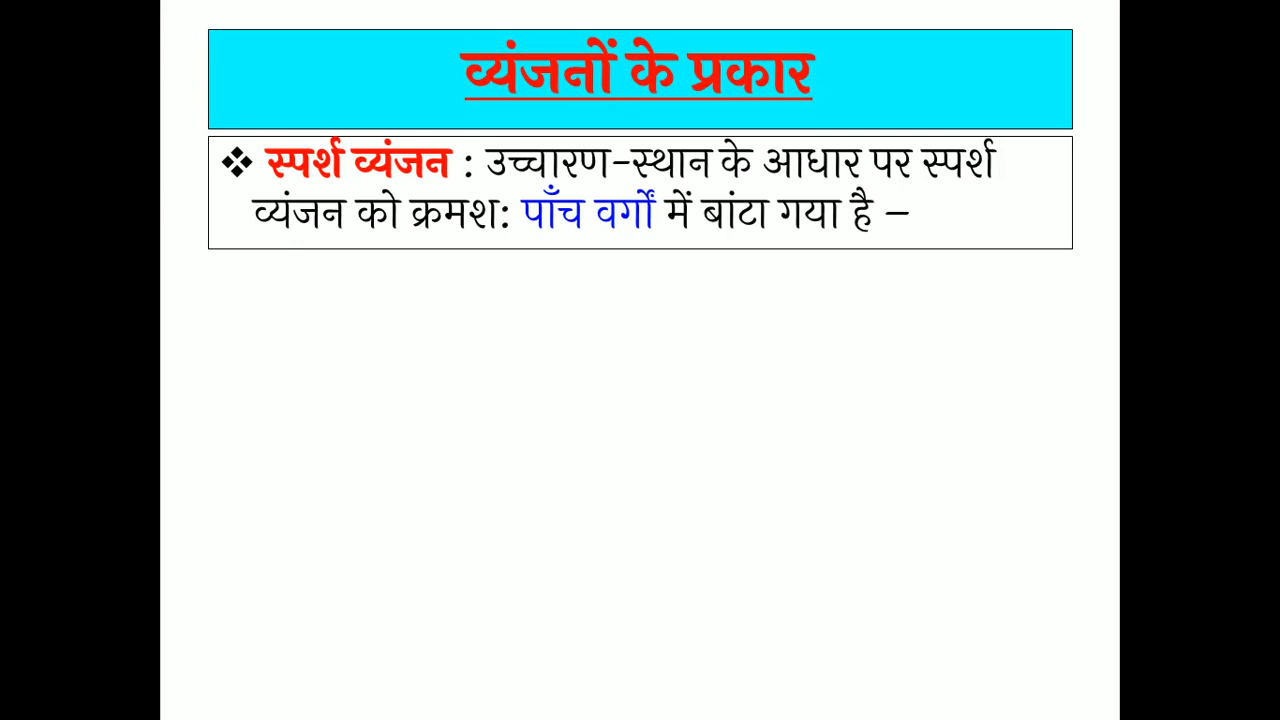 व्यंजनों के प्रकार
❖ स्पर्श व्यंजन : उच्चारण-स्थान के आधार पर स्पर्श
व्यंजन को क्रमश: पाँच वर्गों में बांटा गया है –